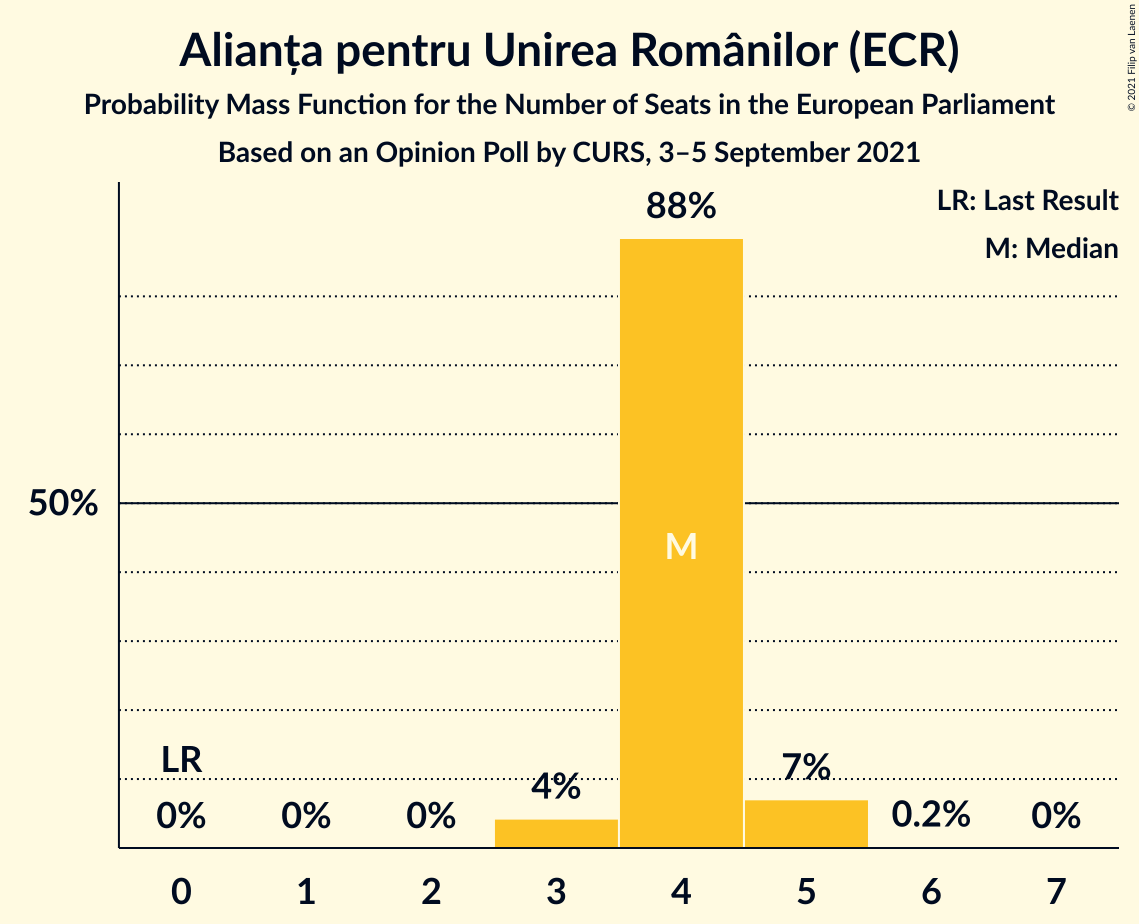 Alianța pentru Unirea Românilor (ECR)
Probability Mass Function for the Number of Seats in the European Parliament
Based on an Opinion Poll by CURS, 3–5 September 2021
© 2021 Filip van Laenen
LR: Last Result
M: Median
88%
50%
M
LR
0%
0%
0%
4%
7%
0.2%
0%
0
1
2
3
4
5
6
7